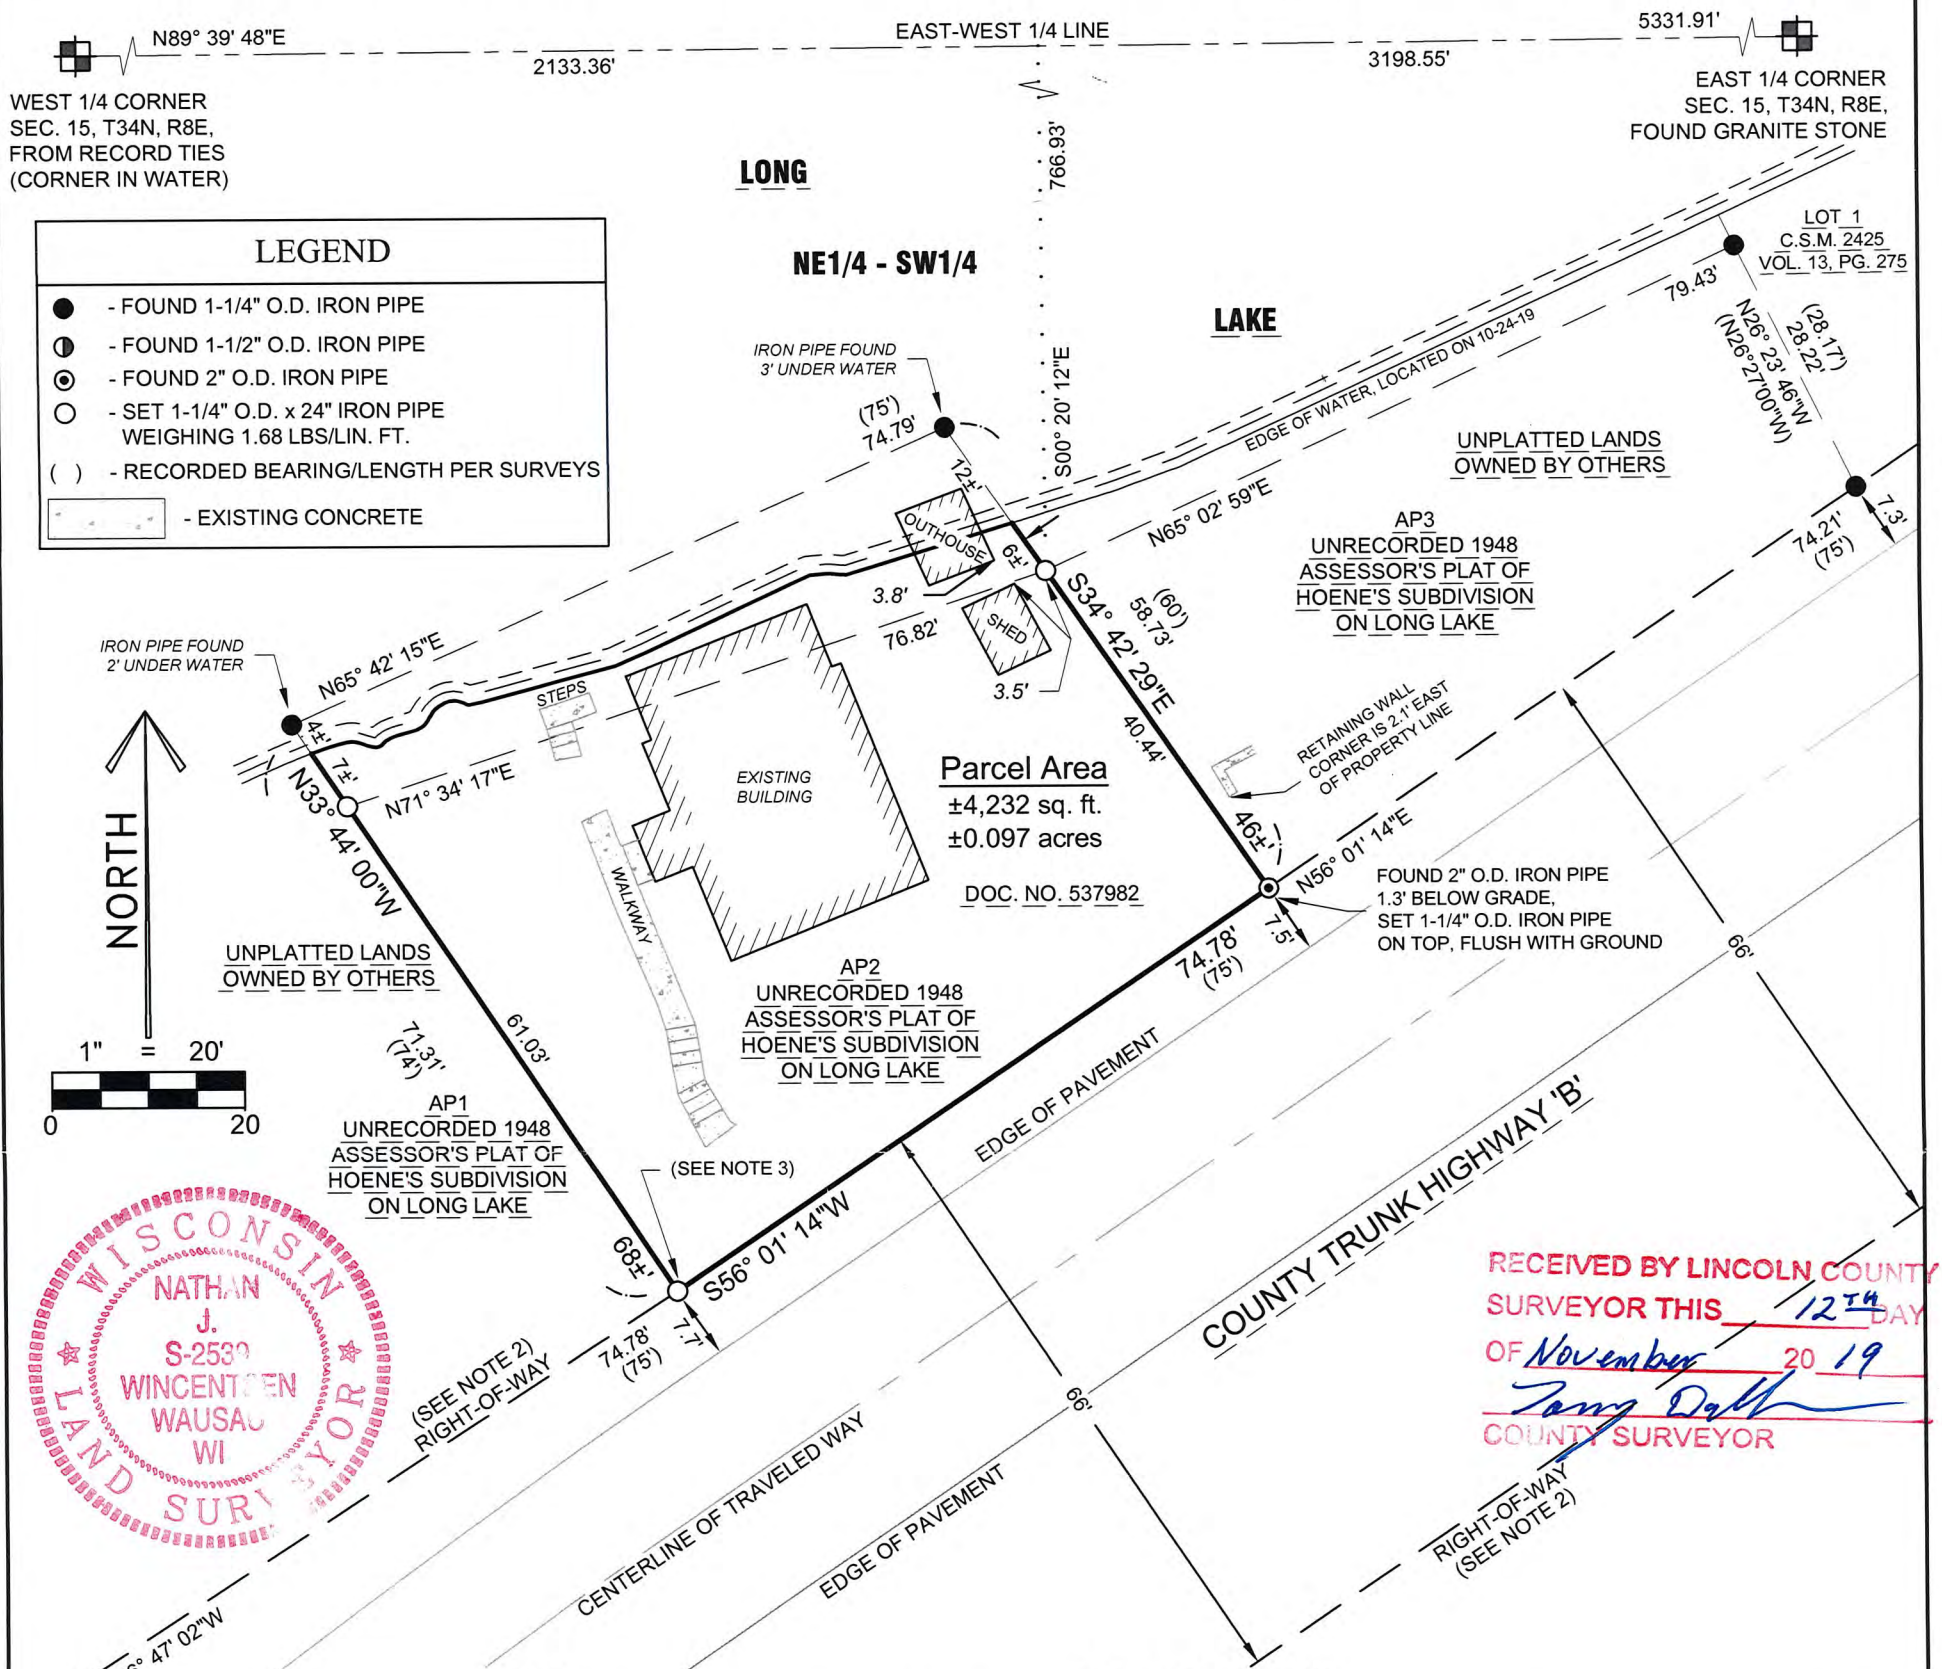 N89° 39' 48"E
EAST-WEST 1/4 LINE
5331.91'
2133.36'
3198.55'
WEST 1/4 CORNER
SEC. 15, T34N, R8E,
FROM RECORD TIES
(CORNER IN WATER)
EAST 1/4 CORNER
SEC. 15, T34N, R8E,
FOUND GRANITE STONE
766.93'
S00° 20' 12"E
LONG
NE1/4 - SW1/4
LAKE
LEGEND
- FOUND 1-1/4" O.D. IRON PIPE
- FOUND 1-1/2" O.D. IRON PIPE
- FOUND 2" O.D. IRON PIPE
- SET 1-1/4" O.D. x 24" IRON PIPE
WEIGHING 1.68 LBS/LIN. FT.
( ) - RECORDED BEARING/LENGTH PER SURVEYS
- EXISTING CONCRETE
LOT 1
C.S.M. 2425
VOL. 13, PG. 275
79.43'
(28.17')
28.22'
N26° 23' 46"W
(N26°27'00"W)
EDGE OF WATER, LOCATED ON 10-24-19
IRON PIPE FOUND
3' UNDER WATER
(75')
74.79'
12±'
UNPLATTED LANDS
OWNED BY OTHERS
N65° 02' 59"E
7.3'
74.21'
(75')
AP3
UNRECORDED 1948
ASSESSOR'S PLAT OF
HOENE'S SUBDIVISION
ON LONG LAKE
OUTHOUSE
6±'
3.8'
76.82'
SHED
3.5'
(60')
58.73'
S34° 42' 29"E
40.44'
46±'
IRON PIPE FOUND
2' UNDER WATER
N65° 42' 15"E
4±'
7±'
STEPS
N71° 34' 17"E
EXISTING
BUILDING
Parcel Area
±4,232 sq. ft.
±0.097 acres
DOC. NO. 537982
RETAINING WALL
CORNER IS 2.1' EAST
OF PROPERTY LINE
N56° 01' 14"E
FOUND 2" O.D. IRON PIPE
1.3' BELOW GRADE,
SET 1-1/4" O.D. IRON PIPE
ON TOP, FLUSH WITH GROUND
NORTH
N33° 44' 00"W
WALKWAY
7.5'
74.78'
(75')
66'
UNPLATTED LANDS
OWNED BY OTHERS
AP2
UNRECORDED 1948
ASSESSOR'S PLAT OF
HOENE'S SUBDIVISION
ON LONG LAKE
61.03'
71.31'
(74')
1" = 20'
0 20
AP1
UNRECORDED 1948
ASSESSOR'S PLAT OF
HOENE'S SUBDIVISION
ON LONG LAKE
EDGE OF PAVEMENT
(SEE NOTE 3)
68±'
S56° 01' 14"W
COUNTY TRUNK HIGHWAY 'B'
7.7'
74.78'
(75')
(SEE NOTE 2)
RIGHT-OF-WAY
66'
CENTERLINE OF TRAVELED WAY
EDGE OF PAVEMENT
RIGHT-OF-WAY
(SEE NOTE 2)
47' 02"W
WISCONSIN
NATHAN
J.
S-2539
WINCENTSEN
WAUSAU
WI
LAND SURVEYOR
RECEIVED BY LINCOLN COUNTY
SURVEYOR THIS 12TH DAY
OF November 20 19
COUNTY SURVEYOR